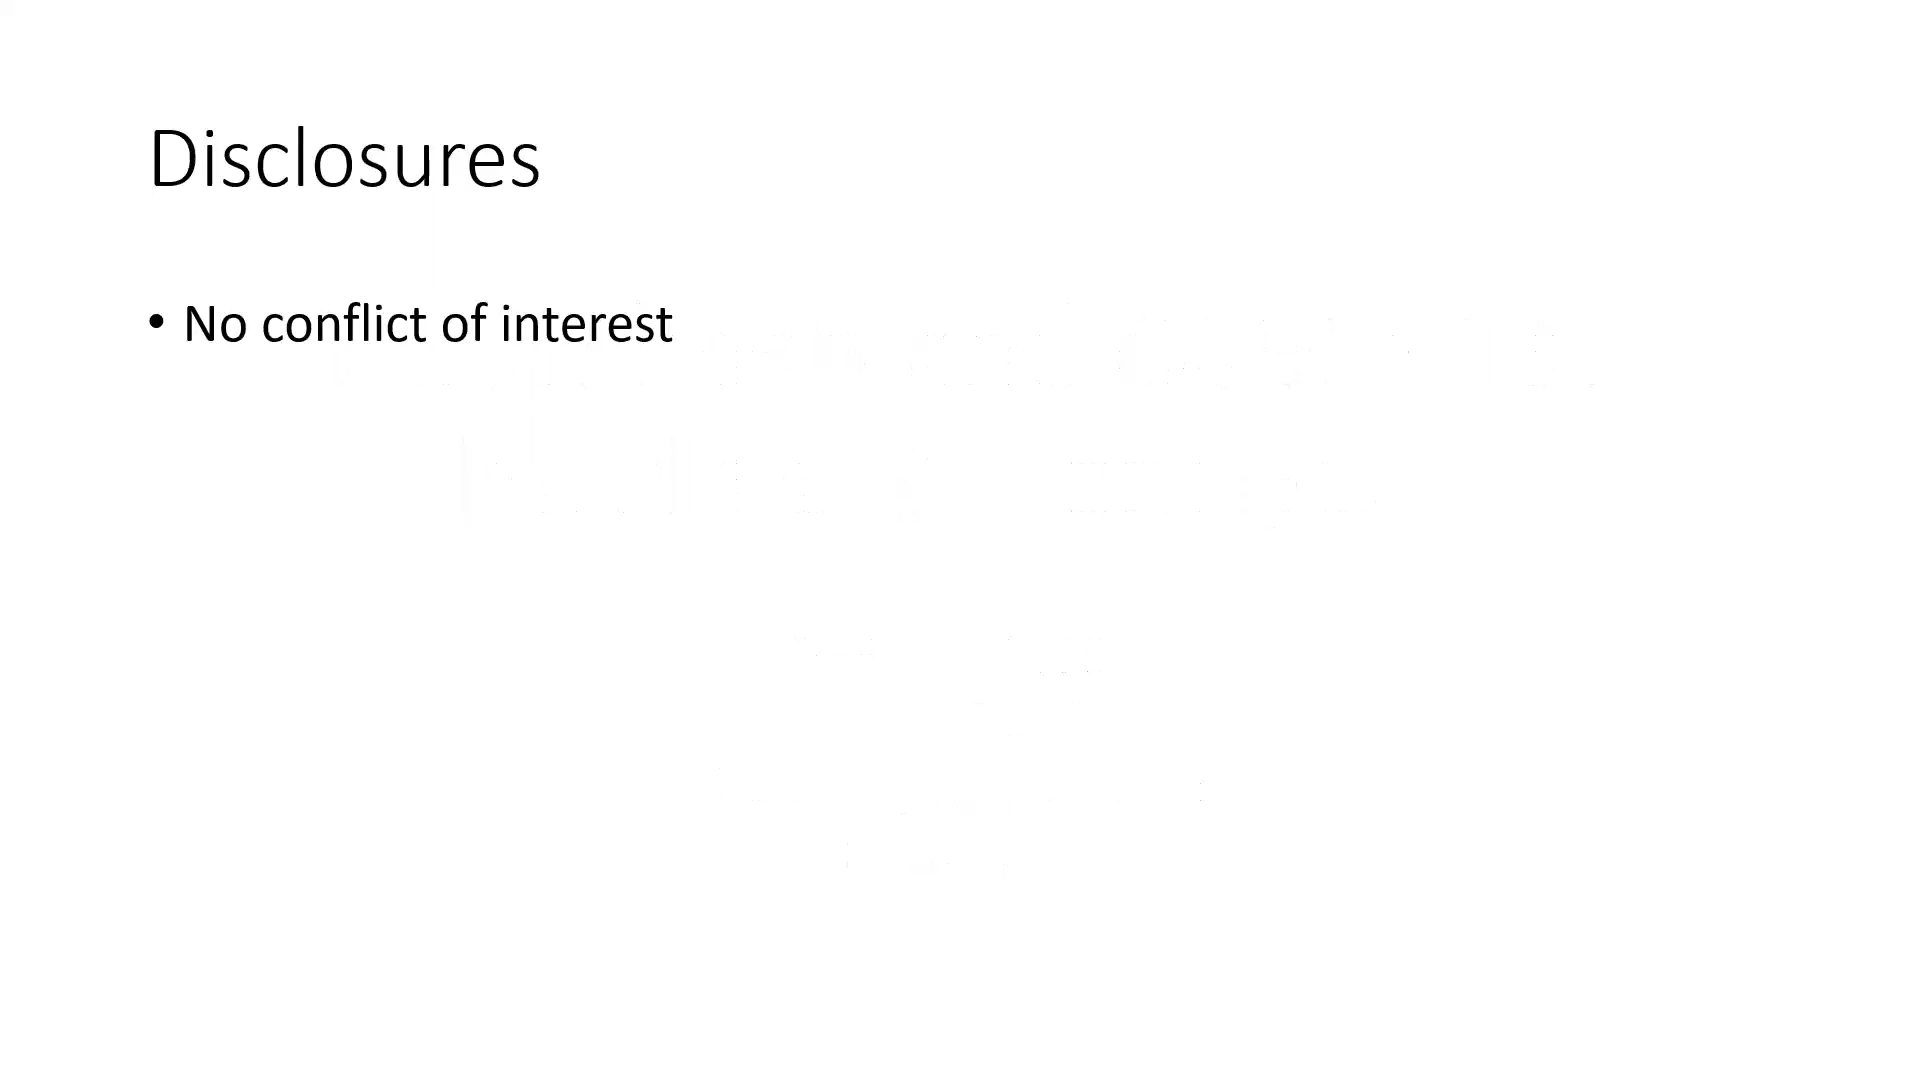 Disclosures
• No conflict of interest